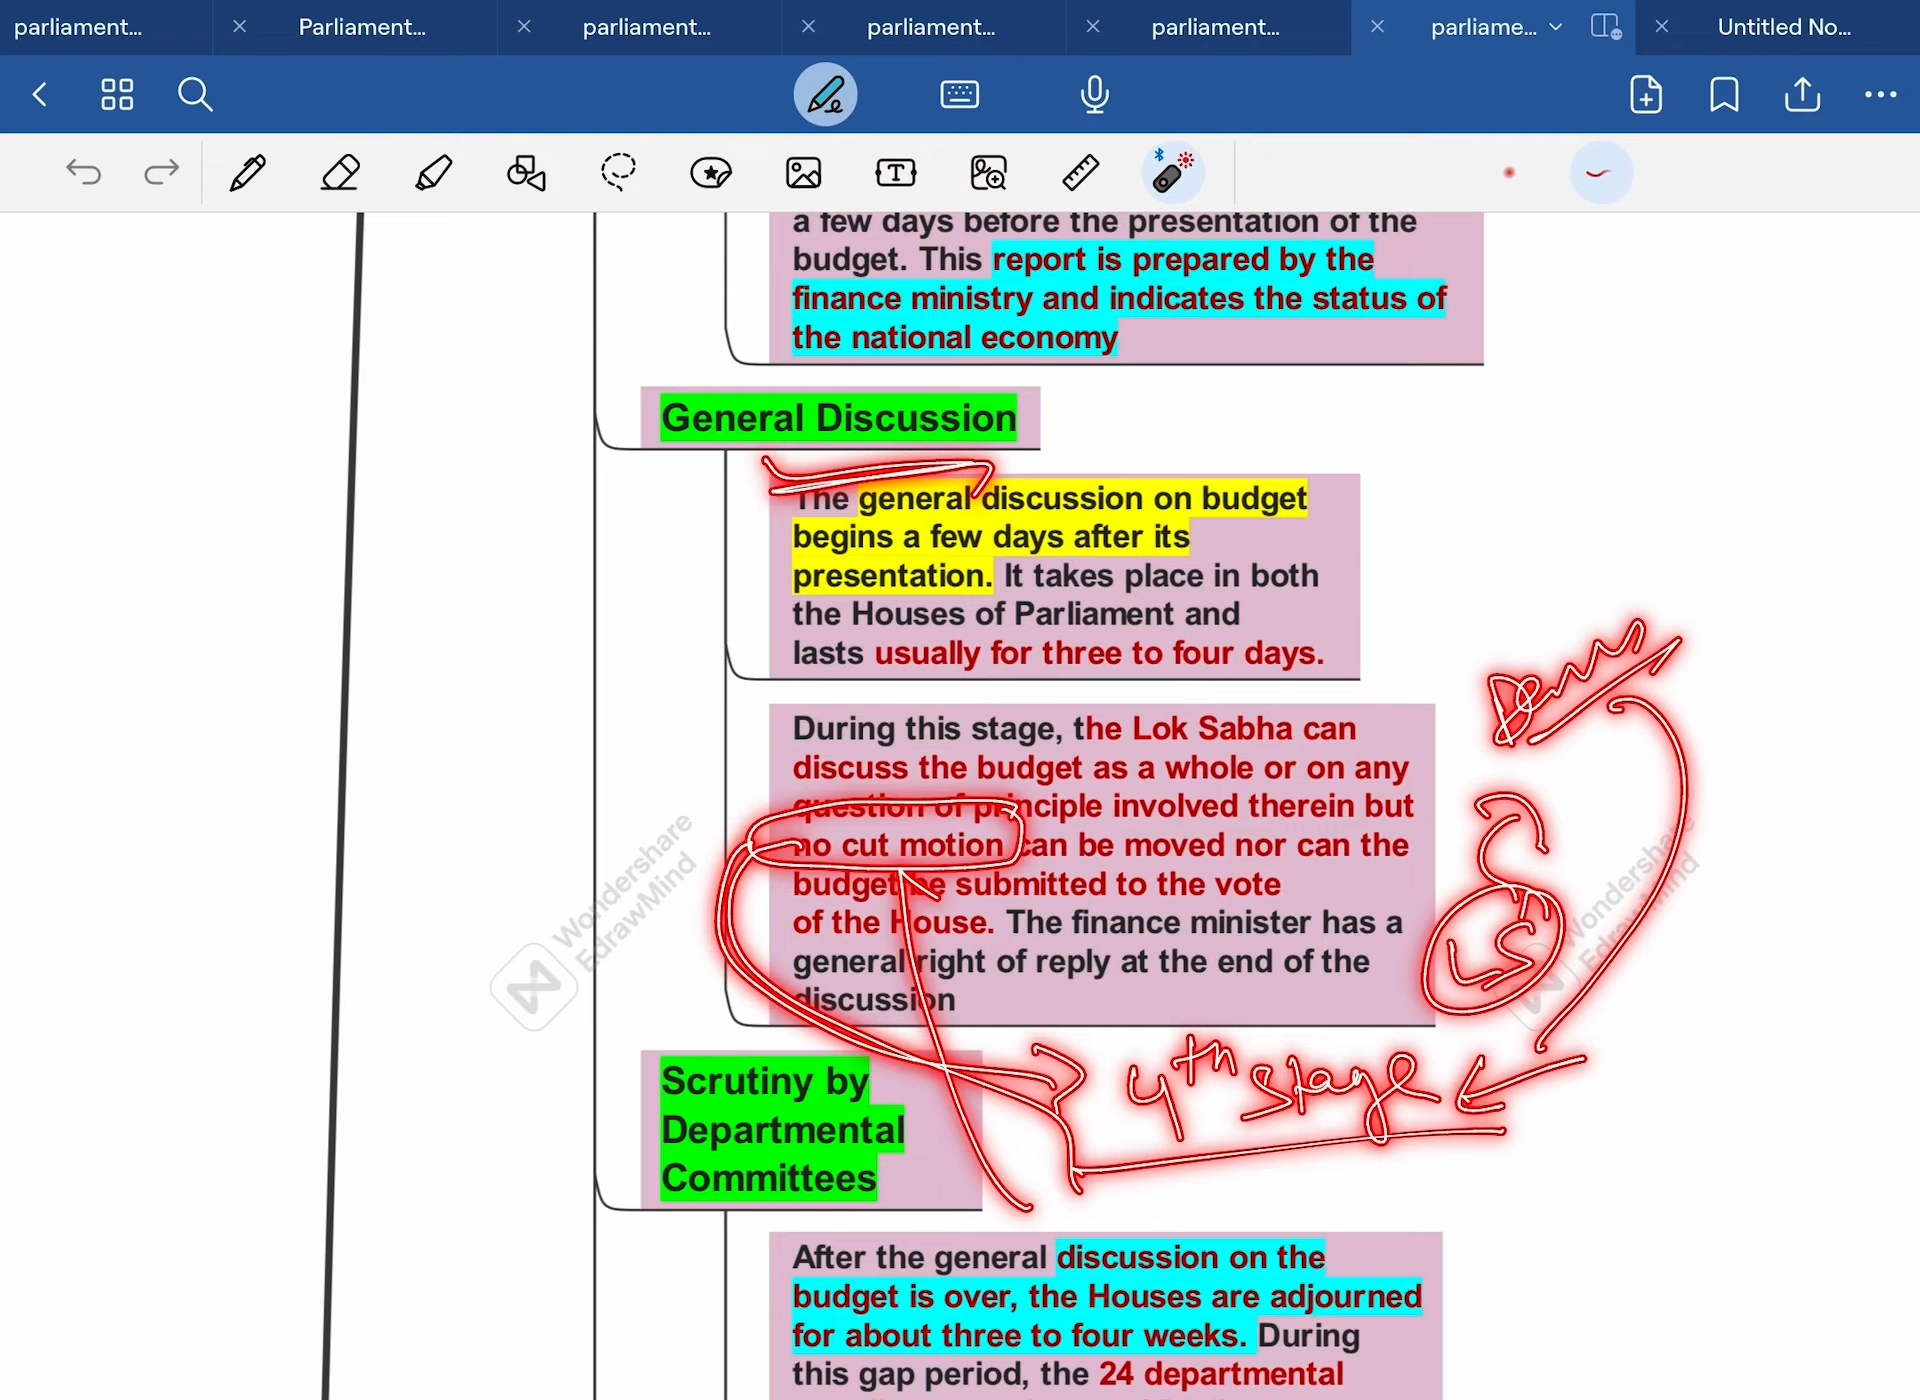 parliament...
Parliament...
parliament...
parliament...
parliament...
parliame...
Untitled No...
a few days before the presentation of the
budget. This report is prepared by the
finance ministry and indicates the status of
the national economy
General Discussion
The general discussion on budget
begins a few days after its
presentation. It takes place in both
the Houses of Parliament and
lasts usually for three to four days.
During this stage, the Lok Sabha can
discuss the budget as a whole or on any
question of principle involved therein but
no cut motion can be moved nor can the
budget be submitted to the vote
of the House. The finance minister has a
general right of reply at the end of the
discussion
LS
4th stage
Wondershare
EdrawMind
Wondershare
EdrawMind
Scrutiny by
Departmental
Committees
After the general discussion on the
budget is over, the Houses are adjourned
for about three to four weeks. During
this gap period, the 24 departmental